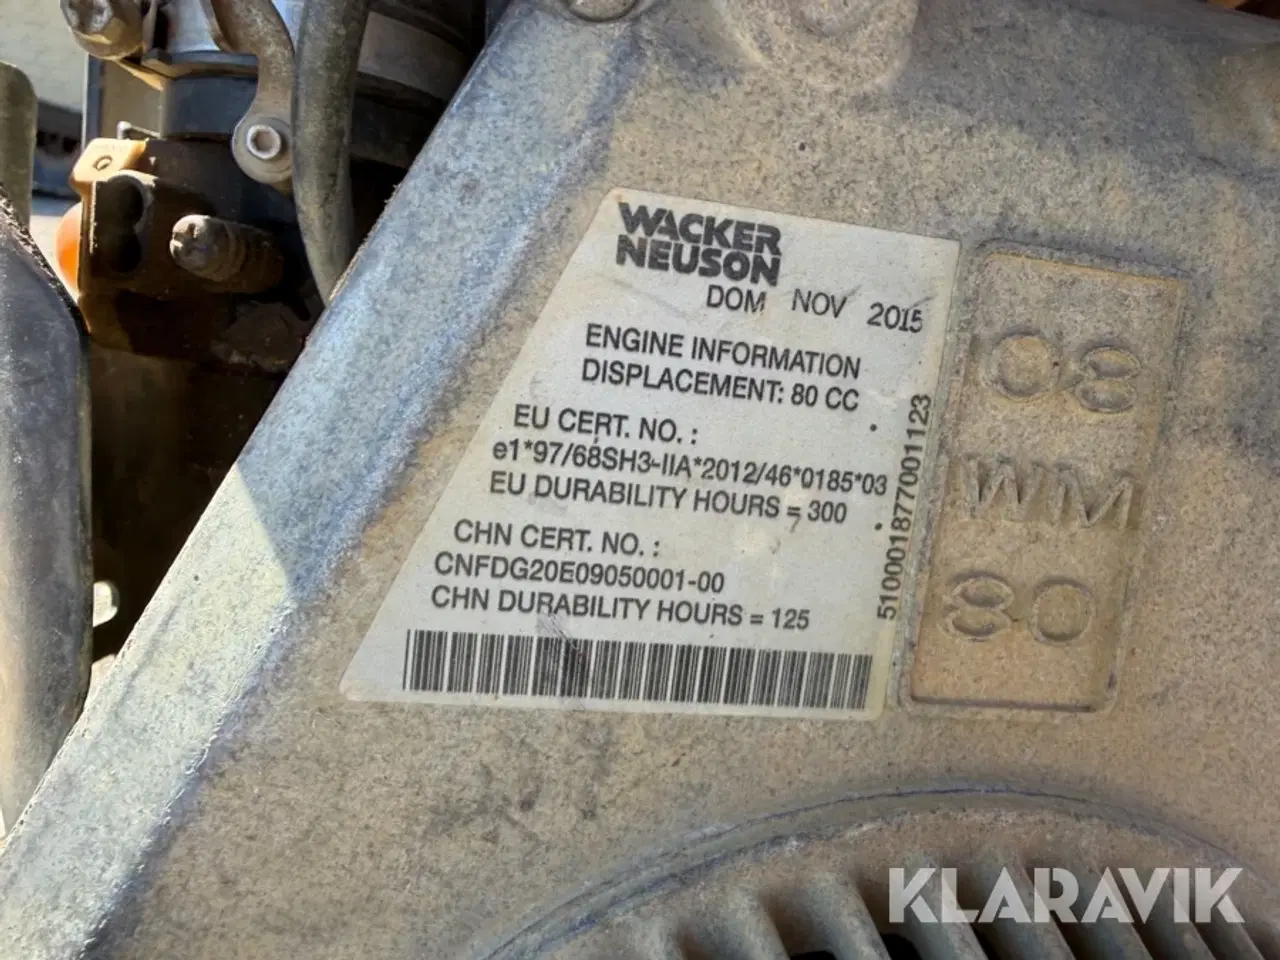 WACKER
NEUSON
DOM NOV 2015
ENGINE INFORMATION
DISPLACEMENT: 80 CC
EU CERT. NO. :
e1*97/68SH3-IIA*2012/46*0185*03
EU DURABILITY HOURS = 300
CHN CERT. NO. :
CNFDG20E09050001-00
CHN DURABILITY HOURS = 125
5100018777001123
WM
80
KLARAVIK